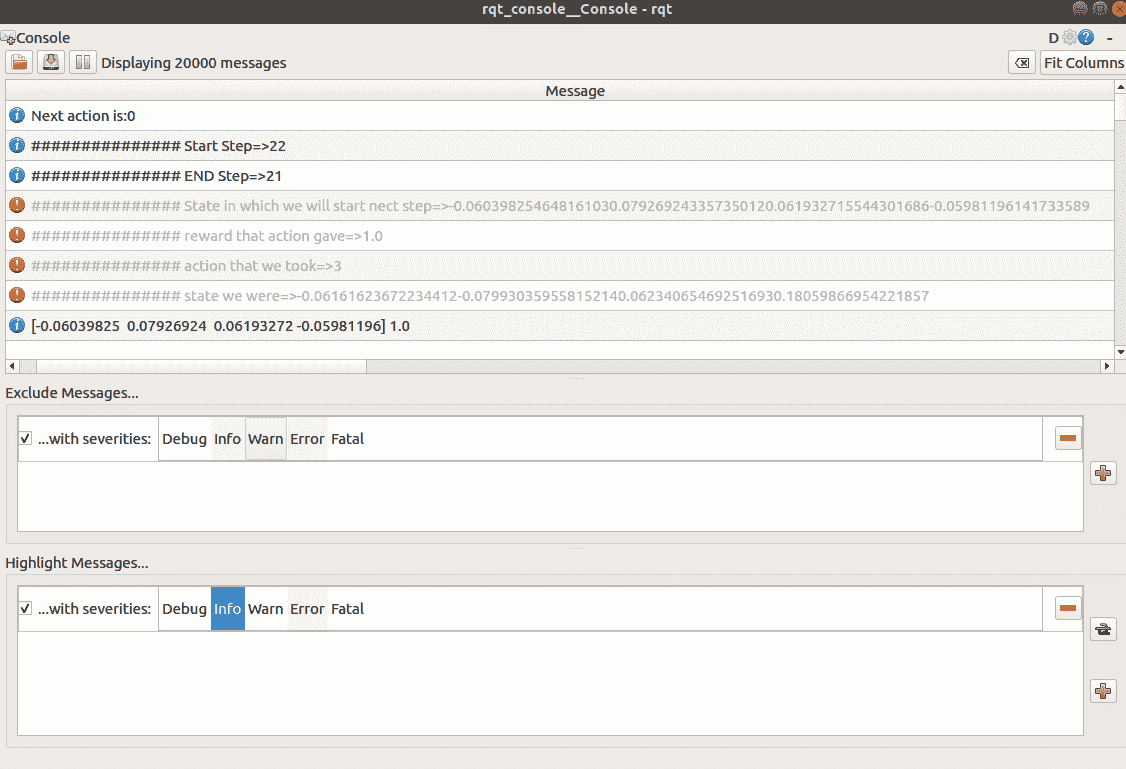 rqt_console__Console - rqt
Console
D
-
Displaying 20000 messages
Fit Columns
Message
Next action is:0
############### Start Step=>22
############### END Step=>21
############### State in which we will start nect step=>-0.060398254648161030.079269243357350120.061932715544301686-0.05981196141733589
############### reward that action gave=>1.0
############### action that we took=>3
############### state we were=>-0.06161623672234412-0.079930359558152140.062340654692516930.18059866954221857
[-0.06039825  0.07926924  0.06193272 -0.05981196] 1.0
Exclude Messages...
...with severities: Debug Info Warn Error Fatal
Highlight Messages...
...with severities: Debug Info Warn Error Fatal